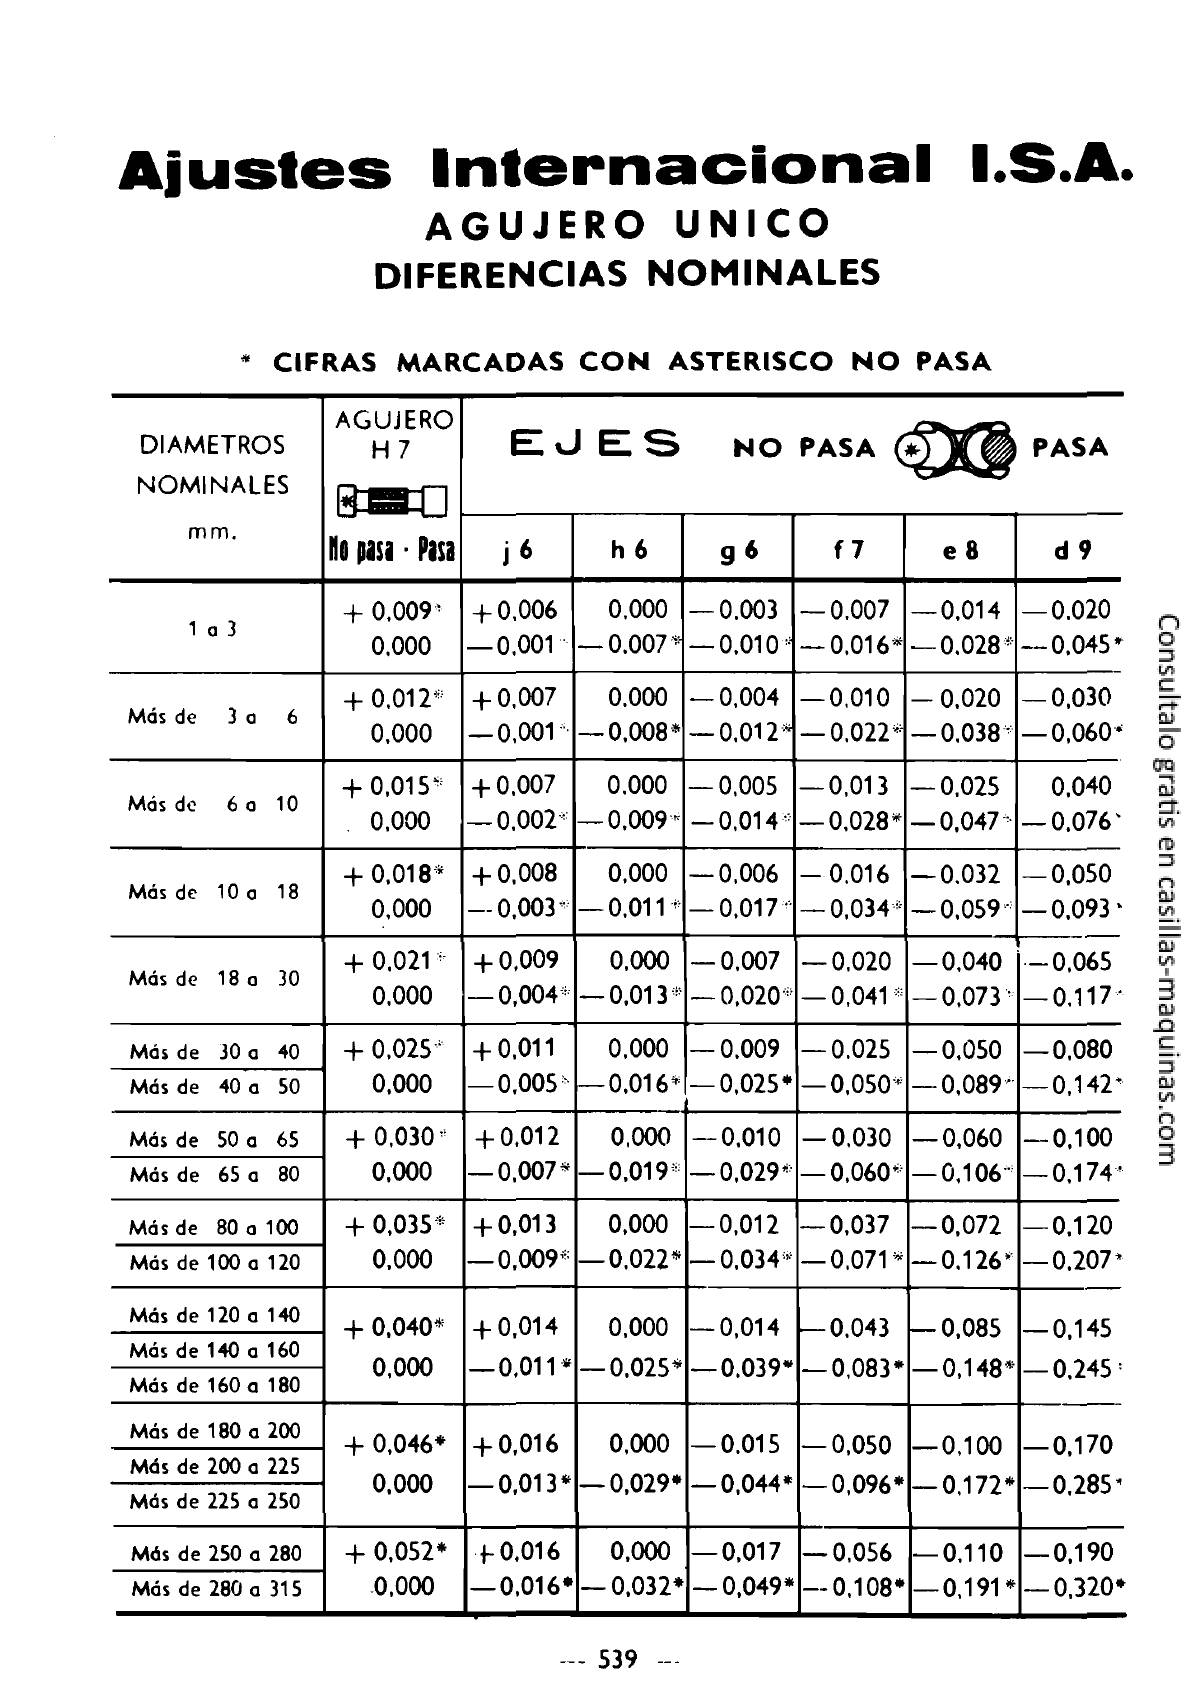 Ajustes Internacional I.S.A.
AGUJERO UNICO
DIFERENCIAS NOMINALES
* CIFRAS MARCADAS CON ASTERISCO NO PASA
DIAMETROS NOMINALES mm. AGUJERO H 7 No pasa · Pasa EJES NO PASA * PASA
j 6 h 6 g 6 f 7 e 8 d 9
1 a 3 + 0,009* + 0,006 0,000 — 0,003 — 0,007 — 0,014 — 0,020
0,000 — 0,001* — 0,007* — 0,010* — 0,016* — 0,028* — 0,045*
Más de 3 a 6 + 0,012* + 0,007 0,000 — 0,004 — 0,010 — 0,020 — 0,030
0,000 — 0,001* — 0,008* — 0,012* — 0,022* — 0,038* — 0,060*
Más de 6 a 10 + 0,015* + 0,007 0,000 — 0,005 — 0,013 — 0,025 0,040
0,000 — 0,002* — 0,009* — 0,014* — 0,028* — 0,047* — 0,076*
Más de 10 a 18 + 0,018* + 0,008 0,000 — 0,006 — 0,016 — 0,032 — 0,050
0,000 — 0,003* — 0,011* — 0,017* — 0,034* — 0,059* — 0,093*
Más de 18 a 30 + 0,021* + 0,009 0,000 — 0,007 — 0,020 — 0,040 — 0,065
0,000 — 0,004* — 0,013* — 0,020* — 0,041* — 0,073* — 0,117*
Más de 30 a 40 + 0,025* + 0,011 0,000 — 0,009 — 0,025 — 0,050 — 0,080
Más de 40 a 50 0,000 — 0,005* — 0,016* — 0,025* — 0,050* — 0,089* — 0,142*
Más de 50 a 65 + 0,030* + 0,012 0,000 — 0,010 — 0,030 — 0,060 — 0,100
Más de 65 a 80 0,000 — 0,007* — 0,019* — 0,029* — 0,060* — 0,106* — 0,174*
Más de 80 a 100 + 0,035* + 0,013 0,000 — 0,012 — 0,037 — 0,072 — 0,120
Más de 100 a 120 0,000 — 0,009* — 0,022* — 0,034* — 0,071* — 0,126* — 0,207*
Más de 120 a 140
+ 0,040* + 0,014 0,000 — 0,014 — 0,043 — 0,085 — 0,145
Más de 140 a 160
0,000 — 0,011* — 0,025* — 0,039* — 0,083* — 0,148* — 0,245*
Más de 160 a 180
Más de 180 a 200
+ 0,046* + 0,016 0,000 — 0,015 — 0,050 — 0,100 — 0,170
Más de 200 a 225
0,000 — 0,013* — 0,029* — 0,044* — 0,096* — 0,172* — 0,285*
Más de 225 a 250
Más de 250 a 280 + 0,052* + 0,016 0,000 — 0,017 — 0,056 — 0,110 — 0,190
Más de 280 a 315 0,000 — 0,016* — 0,032* — 0,049* — 0,108* — 0,191* — 0,320*
--- 539 ---
Consultalo gratis en casillas-maquinas.com